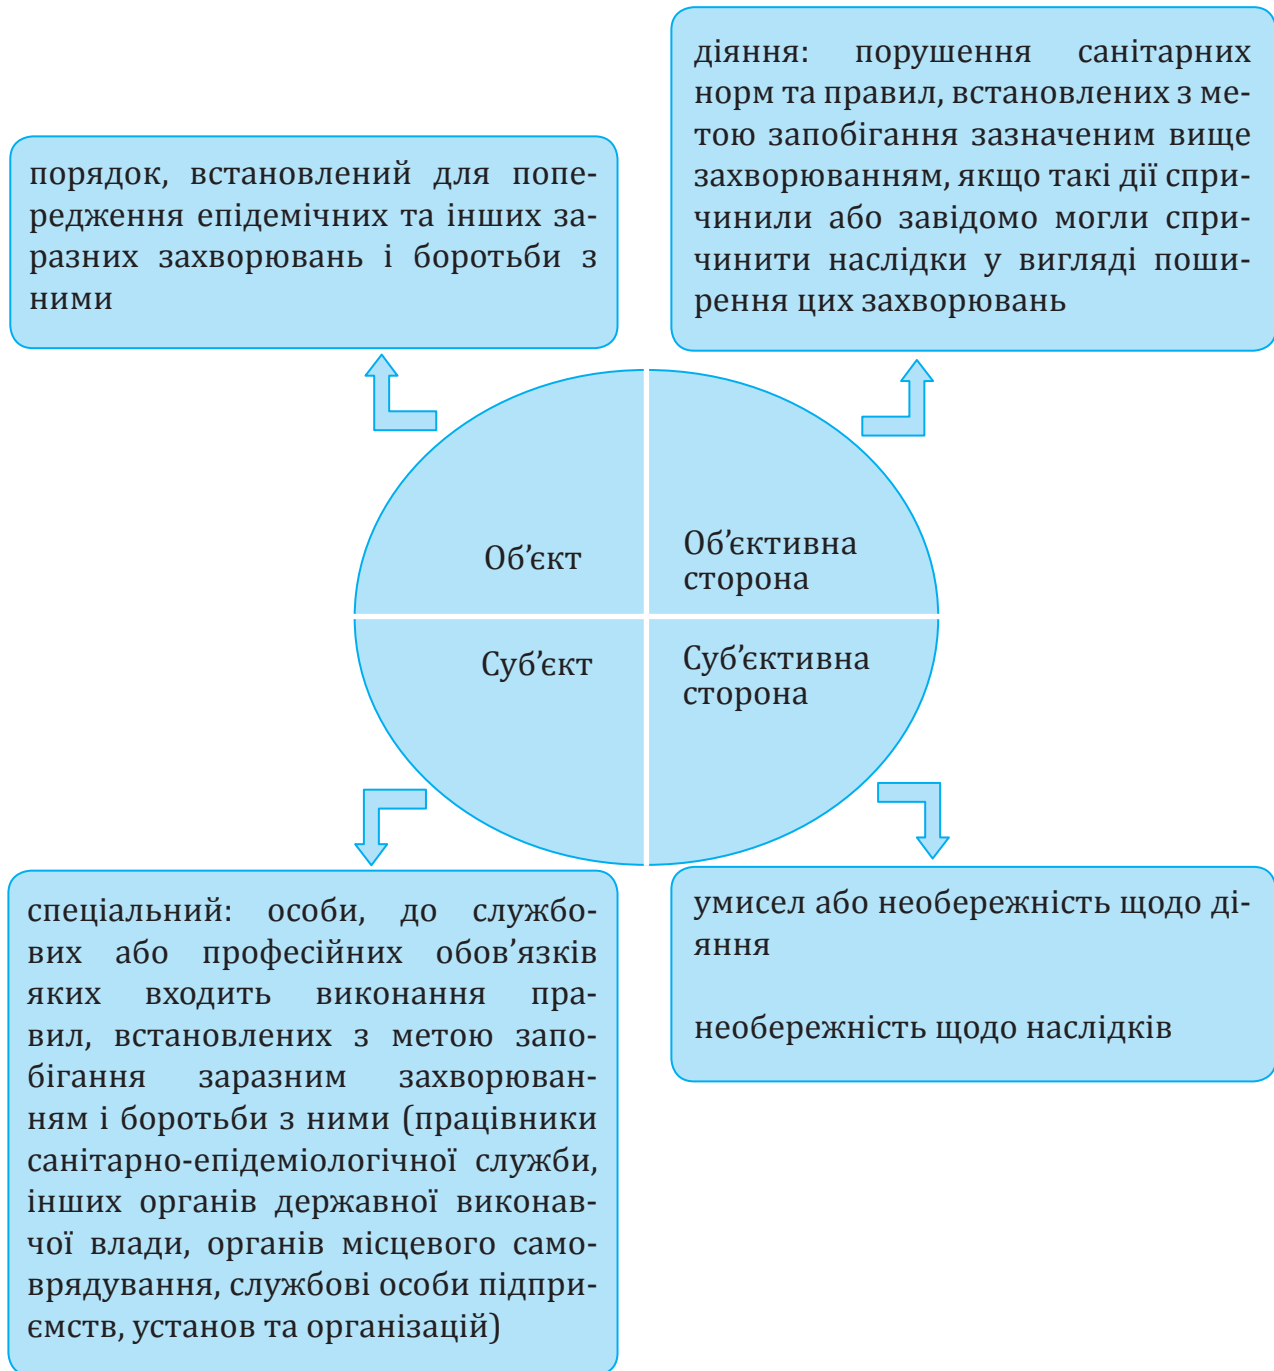 порядок, встановлений для попе-
редження епідемічних та інших за-
разних захворювань і боротьби з
ними
діяння: порушення санітарних
норм та правил, встановлених з ме-
тою запобігання зазначеним вище
захворюванням, якщо такі дії спри-
чинили або завідомо могли спри-
чинити наслідки у вигляді поши-
рення цих захворювань
Об’єкт
Об’єктивна
сторона
Суб’єкт
Суб’єктивна
сторона
спеціальний: особи, до службо-
вих або професійних обов’язків
яких входить виконання пра-
вил, встановлених з метою запо-
бігання заразним захворюван-
ням і боротьби з ними (працівники
санітарно-епідеміологічної служби,
інших органів державної виконав-
чої влади, органів місцевого само-
врядування, службові особи підпри-
ємств, установ та організацій)
умисел або необережність щодо ді-
яння
необережність щодо наслідків